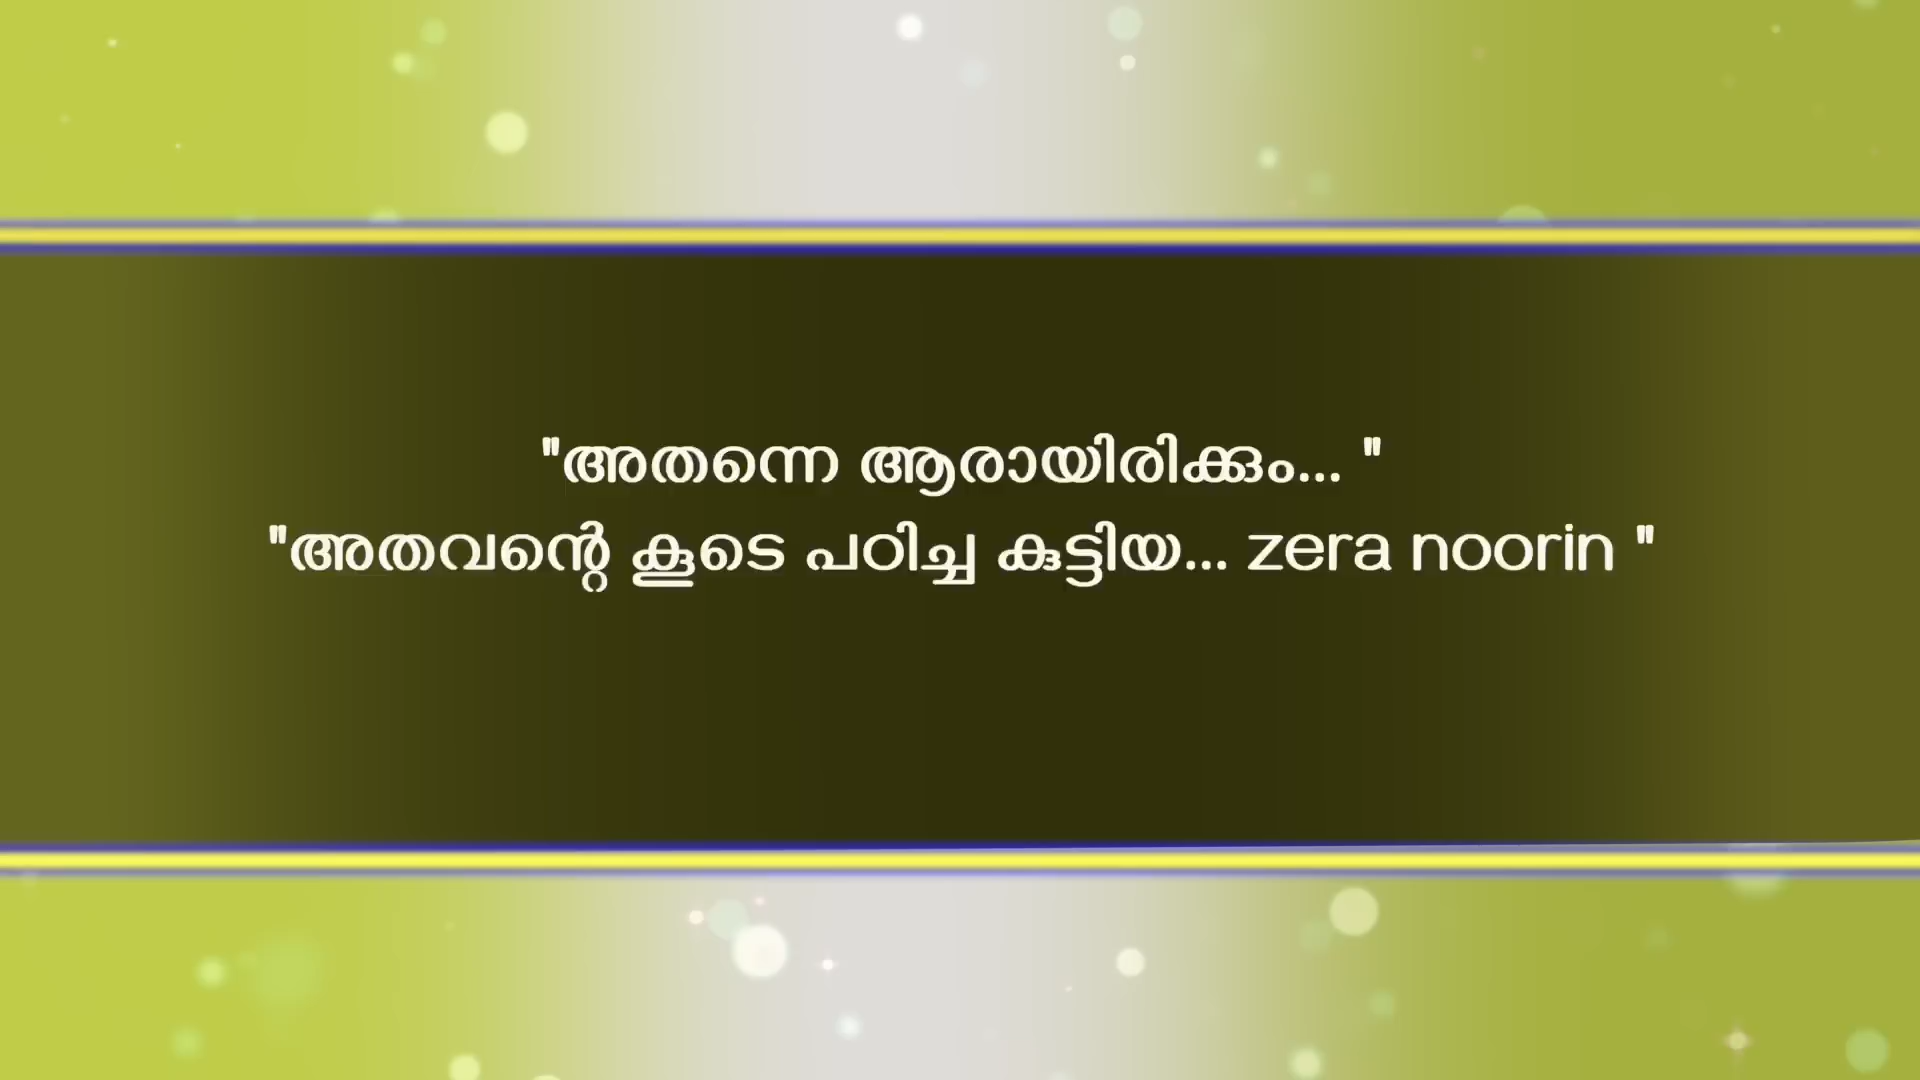 "അതന്നെ ആരായിരിക്കും... "
"അതവന്റെ കൂടെ പഠിച്ച കുട്ടിയ... zera noorin "